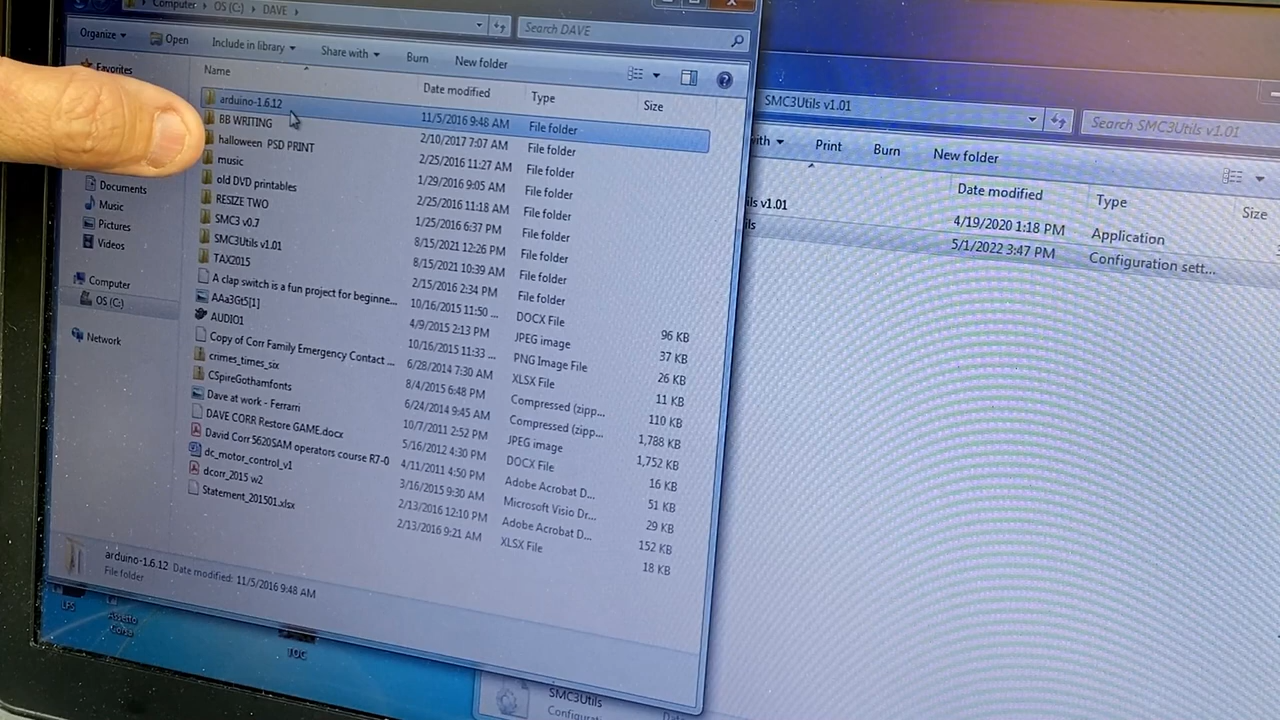 Computer ▸ OS (C:) ▸ DAVE ▸
Search DAVE
Organize Open Include in library Share with Burn New folder
Favorites
Documents
Music
Pictures
Videos
Computer
OS (C:)
Network
Name Date modified Type Size
arduino-1.6.12 11/5/2016 9:48 AM File folder
BB WRITING 2/10/2017 7:07 AM File folder
halloween PSD PRINT 2/25/2016 11:27 AM File folder
music 1/29/2016 9:05 AM File folder
old DVD printables 2/25/2016 11:18 AM File folder
RESIZE TWO 1/25/2016 6:37 PM File folder
SMC3 v0.7 8/15/2021 12:26 PM File folder
SMC3Utils v1.01 8/15/2021 10:39 AM File folder
TAX2015 2/15/2016 2:34 PM File folder
A clap switch is a fun project for beginne... 10/16/2015 11:50 ... DOCX File 96 KB
AAa3Gt5[1] 4/9/2015 2:13 PM JPEG image 37 KB
AUDIO1 10/16/2015 11:33 ... PNG Image File 26 KB
Copy of Corr Family Emergency Contact ... 6/28/2014 7:30 AM XLSX File 11 KB
crimes_times_six 8/4/2015 6:48 PM Compressed (zipp... 110 KB
CSpireGothamfonts 6/24/2014 9:45 AM Compressed (zipp... 1,788 KB
Dave at work - Ferrari 10/7/2011 2:52 PM JPEG image 1,752 KB
DAVE CORR Restore GAME.docx 5/16/2012 4:30 PM DOCX File 16 KB
David Corr 5620SAM operators course R7-0 4/11/2011 4:50 PM Adobe Acrobat D... 51 KB
dc_motor_control_v1 3/16/2015 9:30 AM Microsoft Visio Dr... 29 KB
dcorr_2015 w2 2/13/2016 12:10 PM Adobe Acrobat D... 152 KB
Statement_201501.xlsx 2/13/2016 9:21 AM XLSX File 18 KB
arduino-1.6.12 Date modified: 11/5/2016 9:48 AM
File folder
LPS
Assetto Corsa
TOC
SMC3Utils v1.01
Search SMC3Utils v1.01
ith Print Burn New folder
Date modified Type Size
ils v1.01 4/19/2020 1:18 PM Application
ils 5/1/2022 3:47 PM Configuration sett...
SMC3Utils